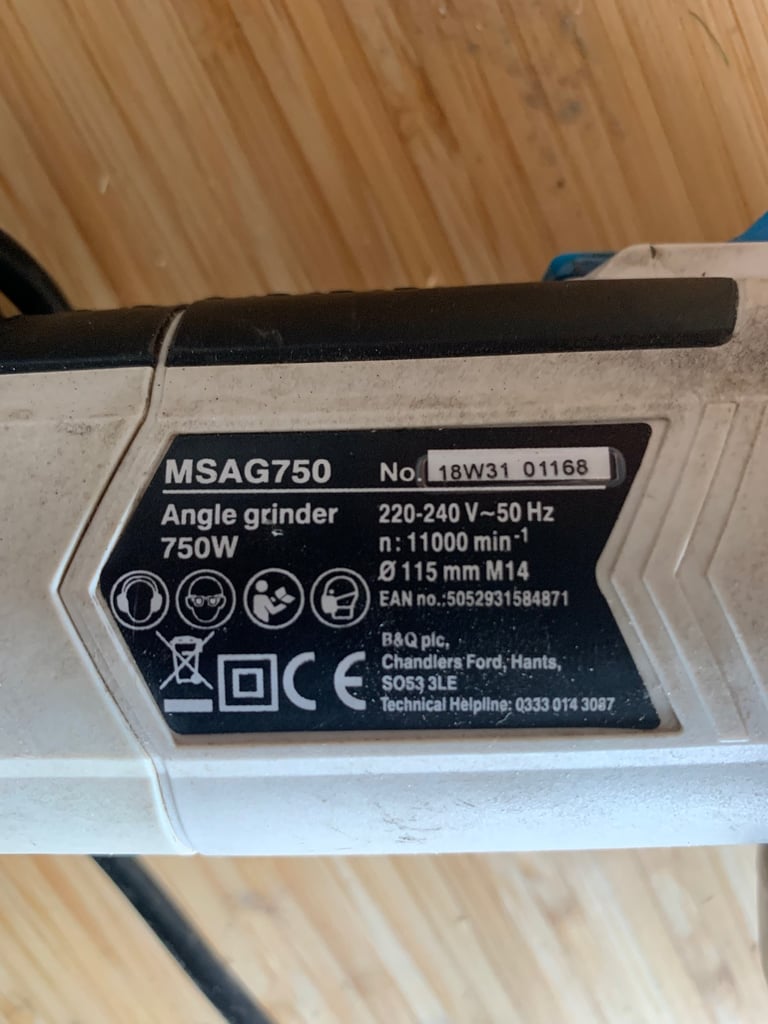 MSAG750
No. 18W31 01168
Angle grinder
750W
220-240 V~50 Hz
n: 11000 min-1
Ø 115 mm M14
EAN no.:5052931584871
B&Q plc,
Chandlers Ford, Hants,
SO53 3LE
Technical Helpline: 0333 014 3087
CE